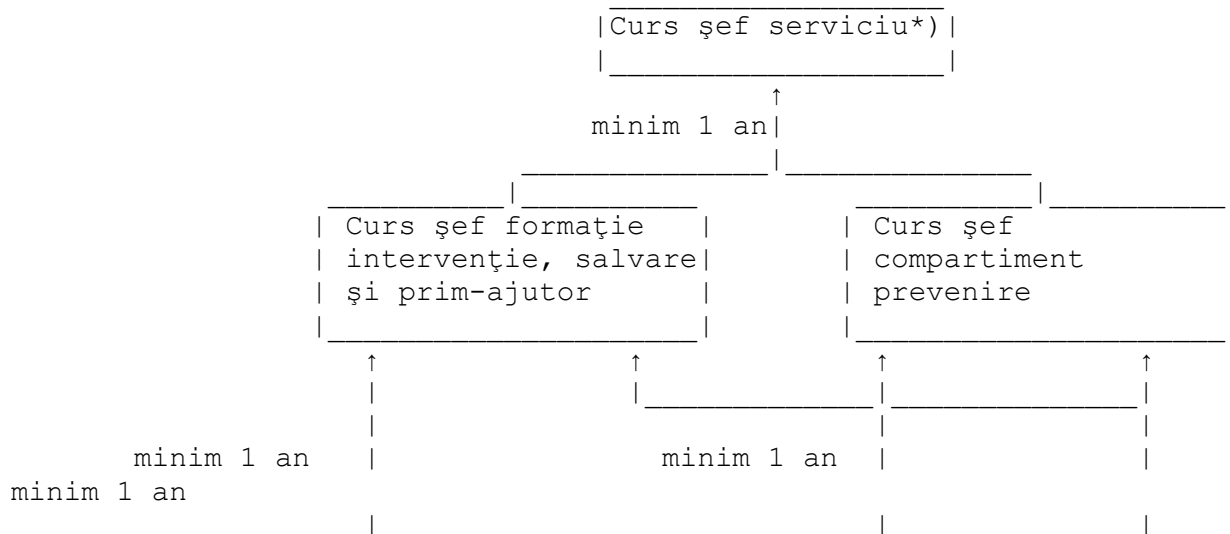 Curs şef serviciu*)
minim 1 an
Curs şef formaţie
intervenţie, salvare
şi prim-ajutor
Curs şef
compartiment
prevenire
minim 1 an minim 1 an
minim 1 an